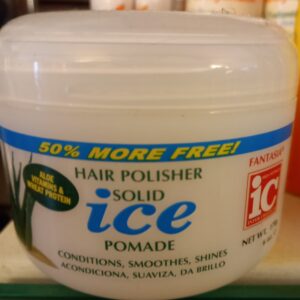 50% MORE FREE!
HAIR POLISHER
SOLID
ice
POMADE
CONDITIONS, SMOOTHES, SHINES
ACONDICIONA, SUAVIZA, DA BRILLO
ALOE
VITAMINS &
WHEAT PROTEIN
FANTASIA
ic
NET WT.